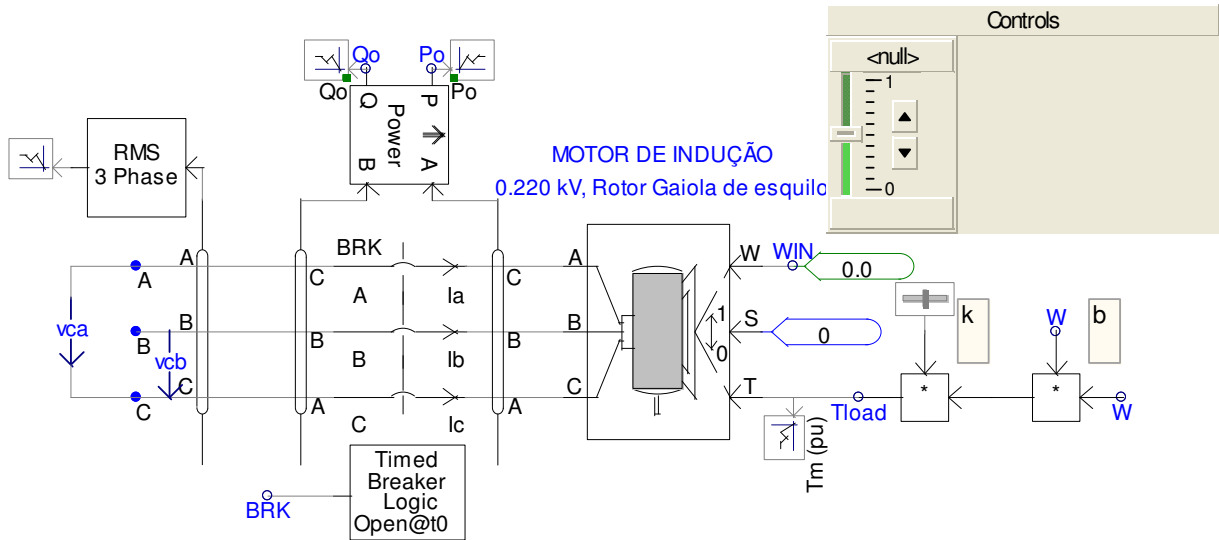 Controls
<null>
1
0
Qo
Po
Qo
Po
Q
P
Power
B
A
RMS
3 Phase
MOTOR DE INDUÇÃO
0.220 kV, Rotor Gaiola de esquilo
A
A
C
BRK
A
Ia
C
A
W
WIN
0.0
k
b
W
vca
B
B
vcb
B
B
Ib
B
B
1
0
S
0
C
C
A
C
Ic
A
C
T
Tload
*
*
W
Tm (pu)
BRK
Timed
Breaker
Logic
Open@t0